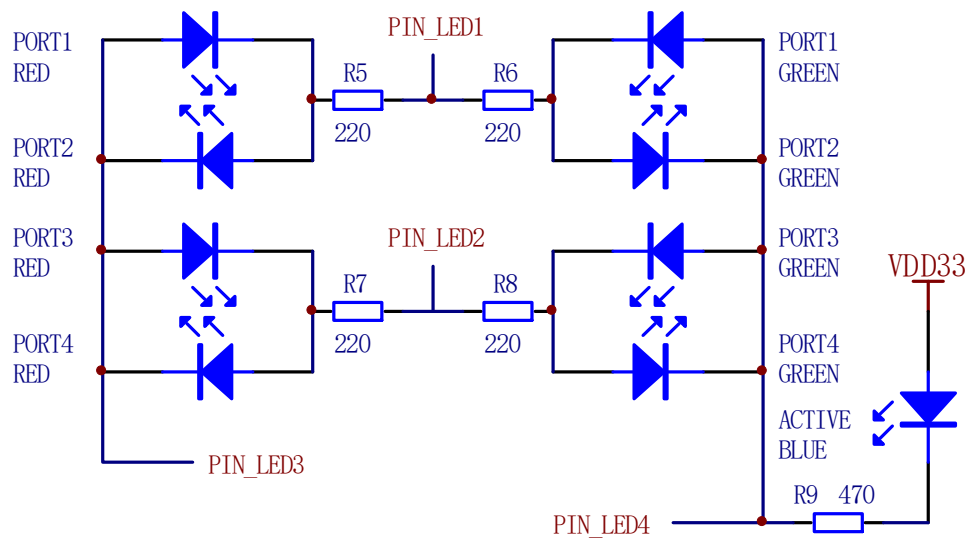 PIN_LED1
PORT1
RED
PORT1
GREEN
R5
R6
220
220
PORT2
RED
PORT2
GREEN
PORT3
RED
PIN_LED2
PORT3
GREEN
VDD33
R7
R8
220
220
PORT4
RED
PORT4
GREEN
ACTIVE
BLUE
PIN_LED3
R9 470
PIN_LED4